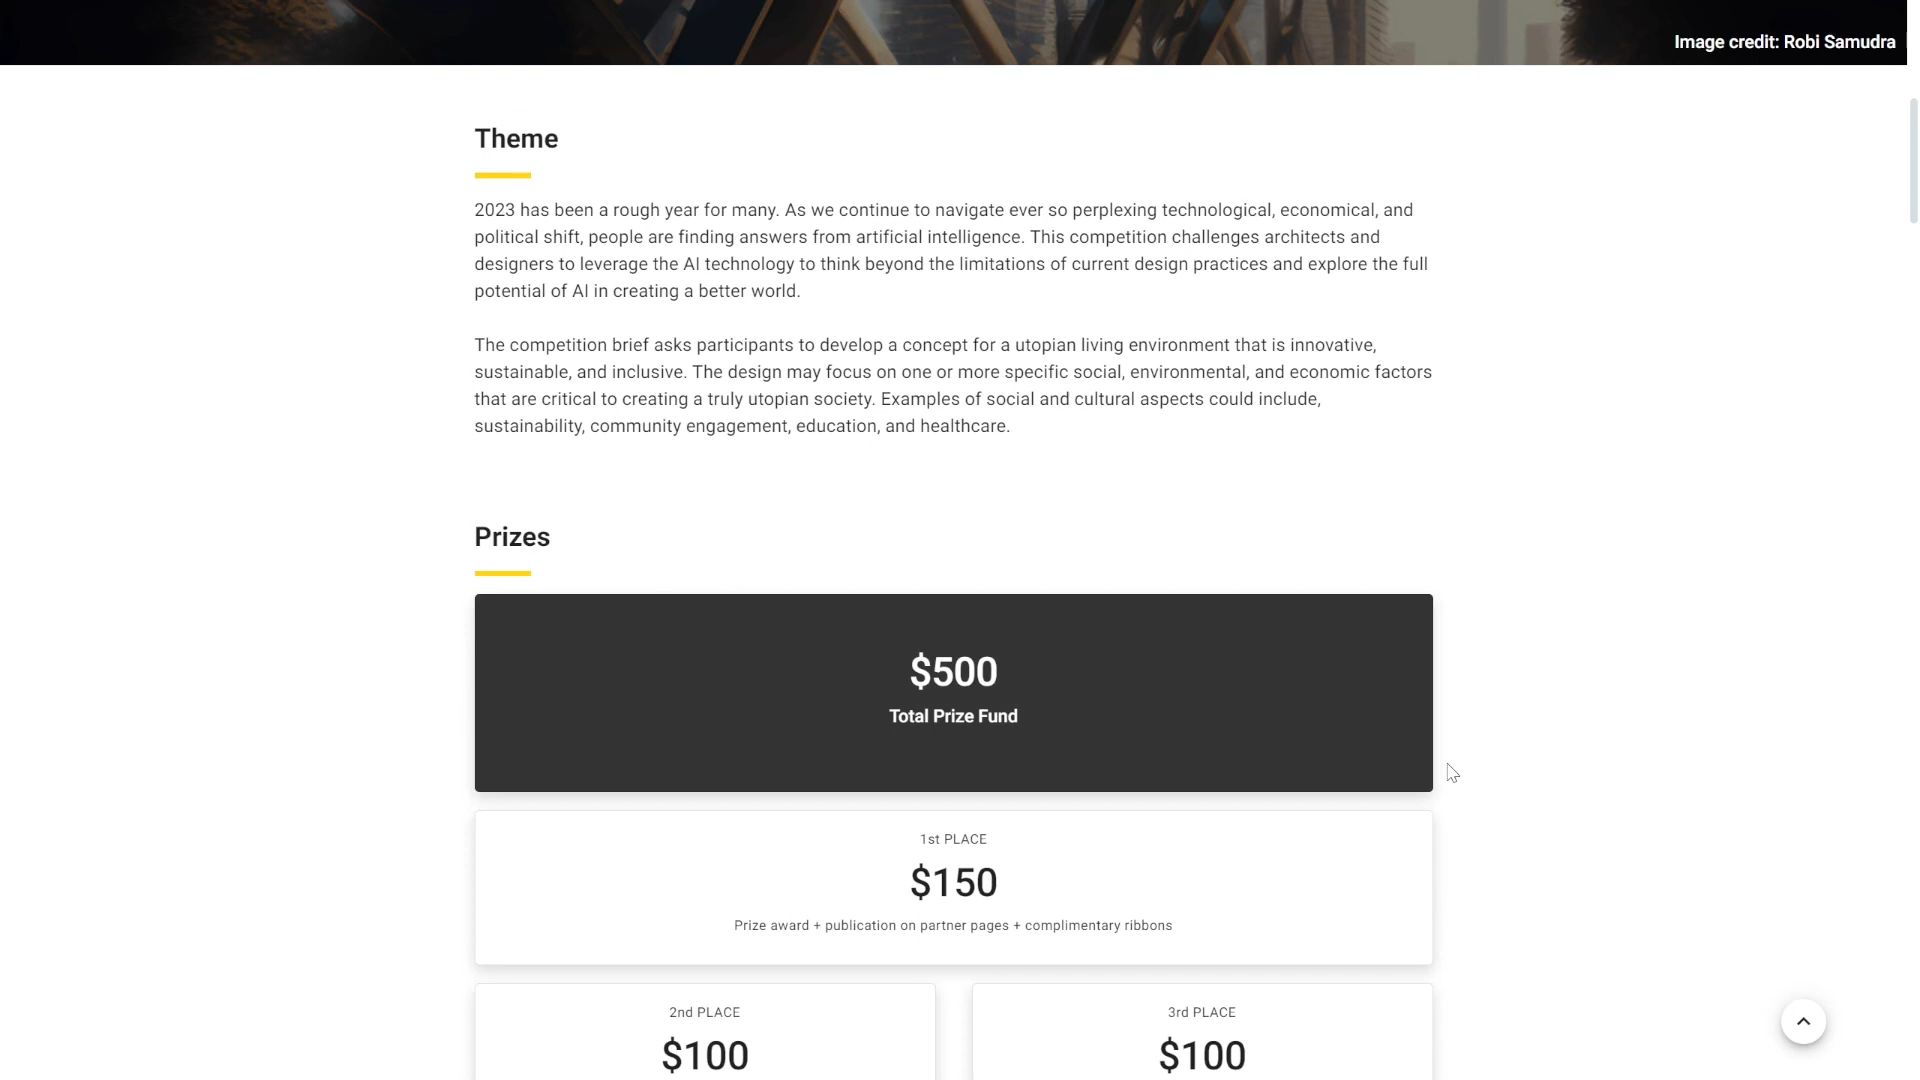 Image credit: Robi Samudra
Theme
2023 has been a rough year for many. As we continue to navigate ever so perplexing technological, economical, and
political shift, people are finding answers from artificial intelligence. This competition challenges architects and
designers to leverage the AI technology to think beyond the limitations of current design practices and explore the full
potential of AI in creating a better world.
The competition brief asks participants to develop a concept for a utopian living environment that is innovative,
sustainable, and inclusive. The design may focus on one or more specific social, environmental, and economic factors
that are critical to creating a truly utopian society. Examples of social and cultural aspects could include,
sustainability, community engagement, education, and healthcare.
Prizes
$500
Total Prize Fund
1st PLACE
$150
Prize award + publication on partner pages + complimentary ribbons
2nd PLACE
$100
3rd PLACE
$100